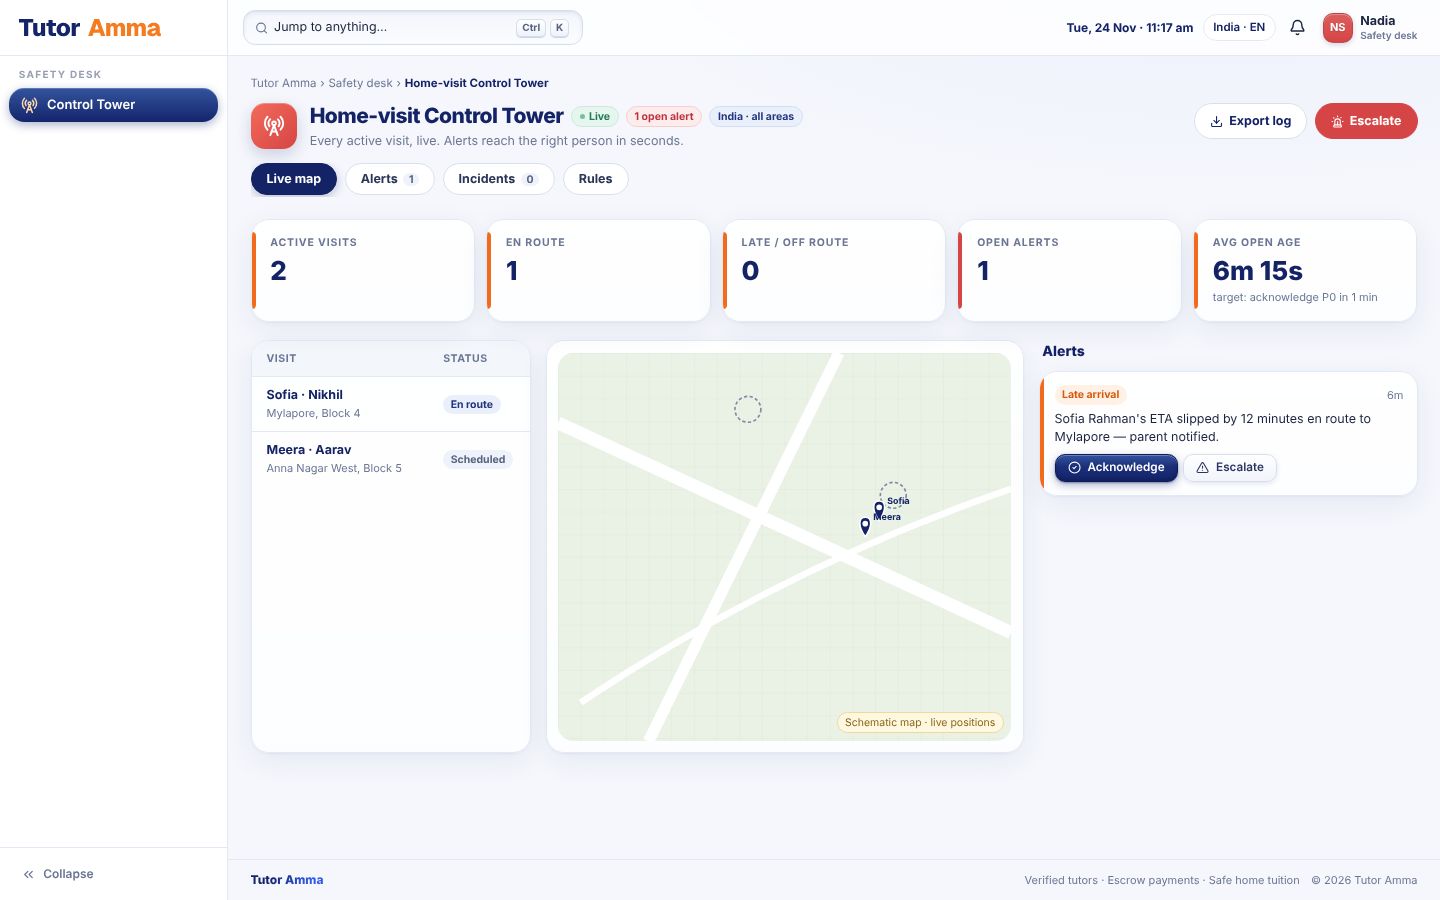 Tutor Amma
Jump to anything...
Ctrl K
Tue, 24 Nov · 11:17 am
India · EN
NS
Nadia
Safety desk
SAFETY DESK
Control Tower
Tutor Amma › Safety desk › Home-visit Control Tower
Home-visit Control Tower
Live
1 open alert
India · all areas
Every active visit, live. Alerts reach the right person in seconds.
Export log
Escalate
Live map
Alerts 1
Incidents 0
Rules
ACTIVE VISITS
2
EN ROUTE
1
LATE / OFF ROUTE
0
OPEN ALERTS
1
AVG OPEN AGE
6m 15s
target: acknowledge P0 in 1 min
VISIT STATUS
Sofia · Nikhil
Mylapore, Block 4
En route
Meera · Aarav
Anna Nagar West, Block 5
Scheduled
Sofia
Meera
Schematic map · live positions
Alerts
Late arrival
6m
Sofia Rahman's ETA slipped by 12 minutes en route to
Mylapore — parent notified.
Acknowledge
Escalate
Collapse
Tutor Amma
Verified tutors · Escrow payments · Safe home tuition
© 2026 Tutor Amma